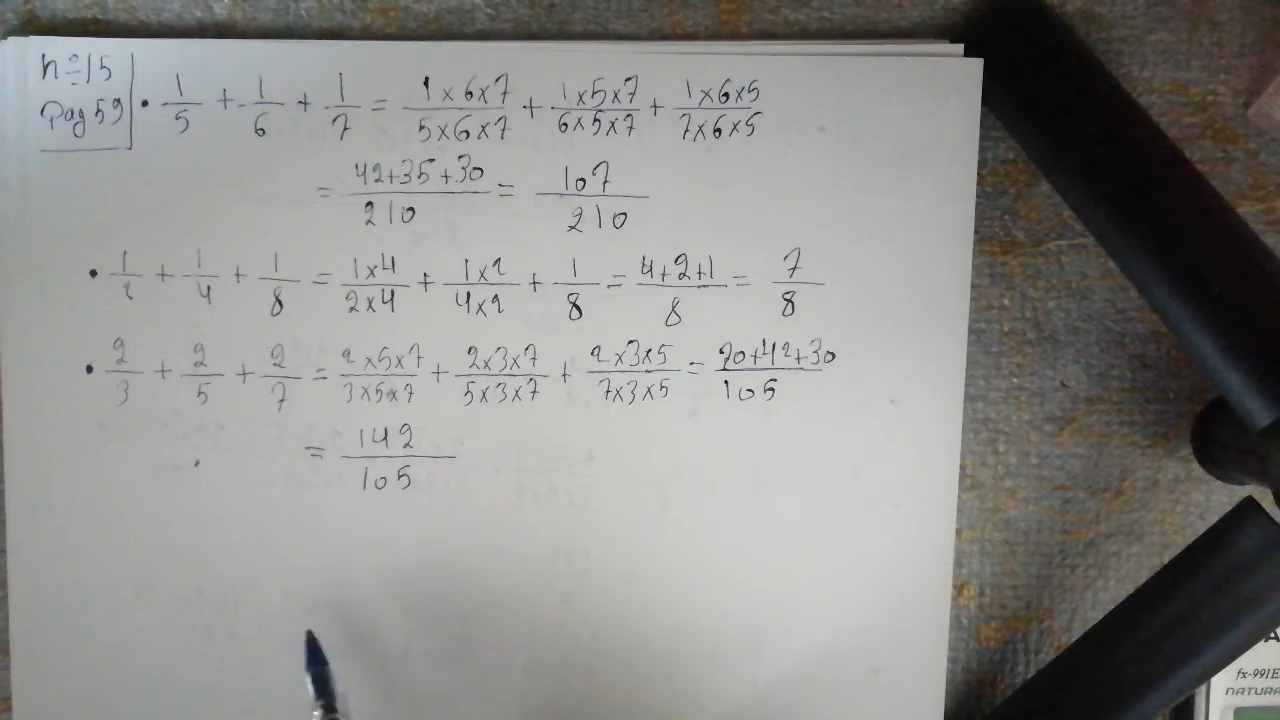 n°15
Pag 59
• 1/5 + 1/6 + 1/7 = 1×6×7/5×6×7 + 1×5×7/6×5×7 + 1×6×5/7×6×5
= 42+35+30/210 = 107/210
• 1/2 + 1/4 + 1/8 = 1×4/2×4 + 1×2/4×2 + 1/8 = 4+2+1/8 = 7/8
• 2/3 + 2/5 + 2/7 = 2×5×7/3×5×7 + 2×3×7/5×3×7 + 2×3×5/7×3×5 = 70+42+30/105
= 142/105
fx-991E
NATURA